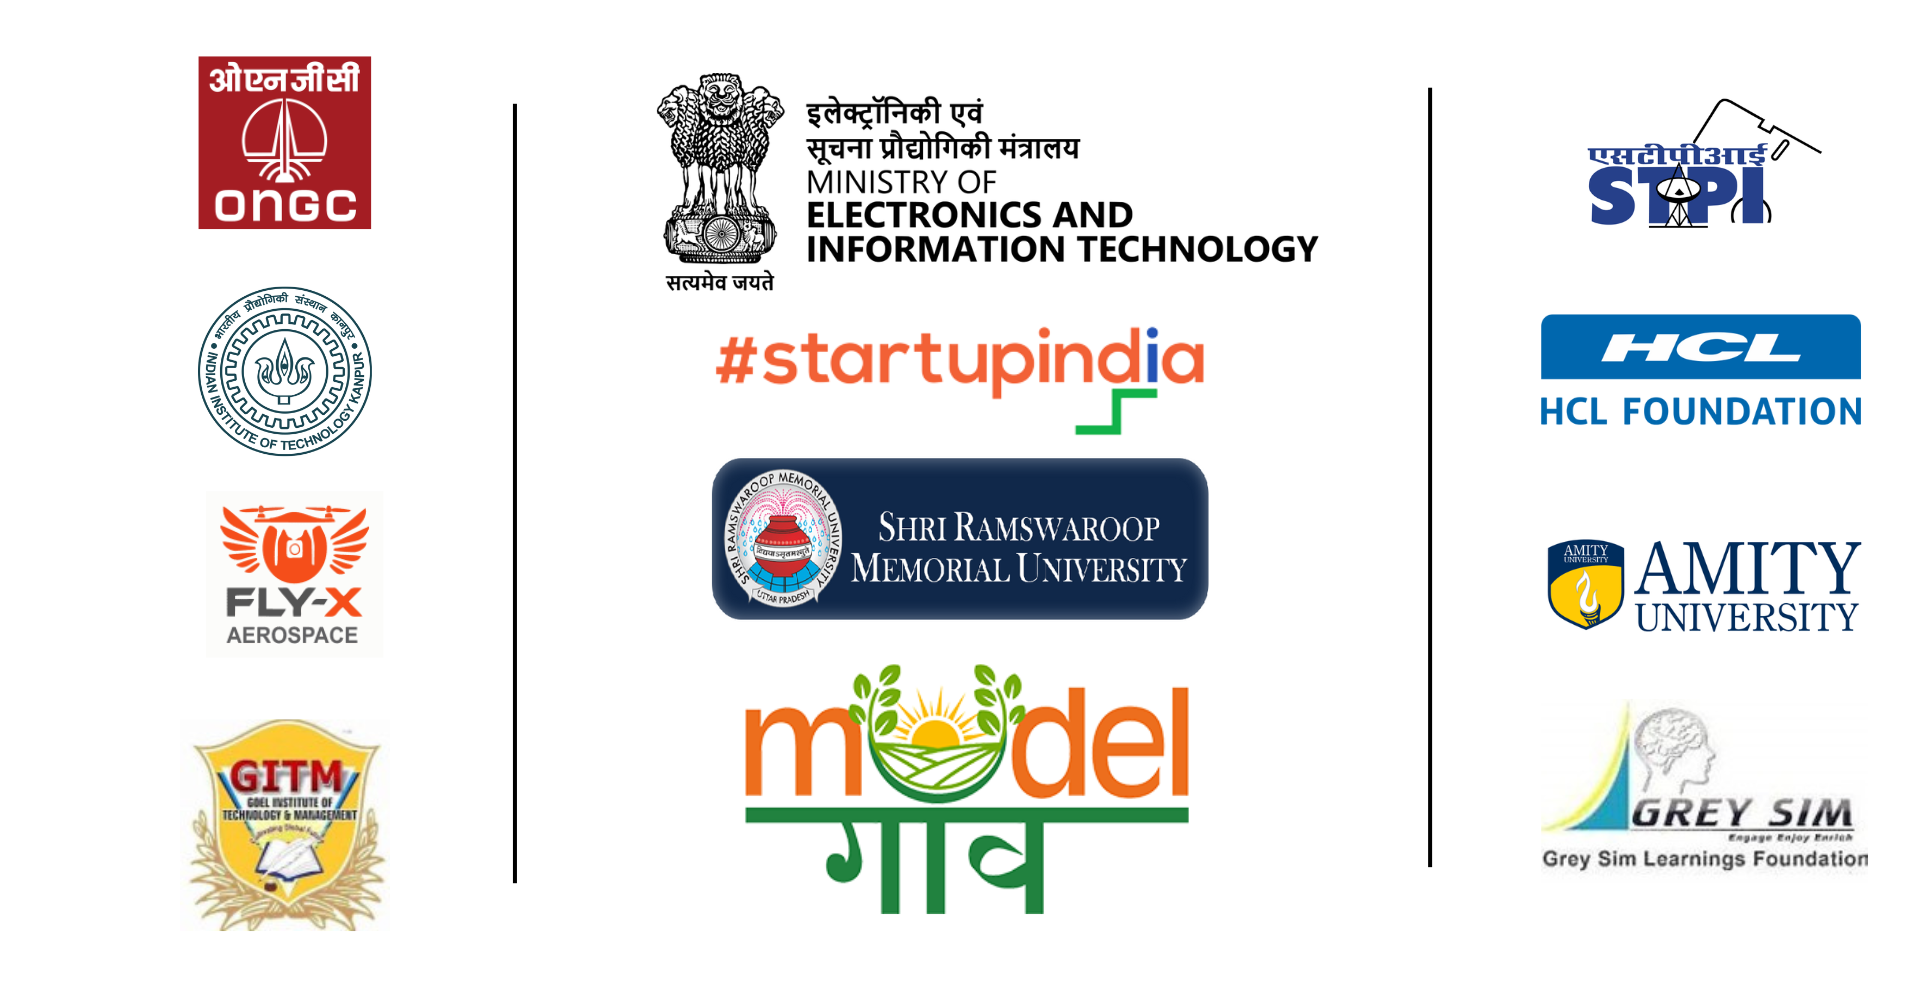 ओएनजीसी
ONGC
भारतीय प्रौद्योगिकी संस्थान कानपुर
INDIAN INSTITUTE OF TECHNOLOGY KANPUR
FLY-X
AEROSPACE
GITM
GOEL INSTITUTE OF
TECHNOLOGY & MANAGEMENT
इलेक्ट्रॉनिकी एवं
सूचना प्रौद्योगिकी मंत्रालय
MINISTRY OF
ELECTRONICS AND
INFORMATION TECHNOLOGY
सत्यमेव जयते
#startupindia
SHRI RAMSWAROOP MEMORIAL UNIVERSITY
UTTAR PRADESH
SHRI RAMSWAROOP
MEMORIAL UNIVERSITY
model
गाव
एसटीपीआई
STPI
HCL
HCL FOUNDATION
AMITY
UNIVERSITY
AMITY
UNIVERSITY
GREY SIM
Engage Enjoy Enrich
Grey Sim Learnings Foundation